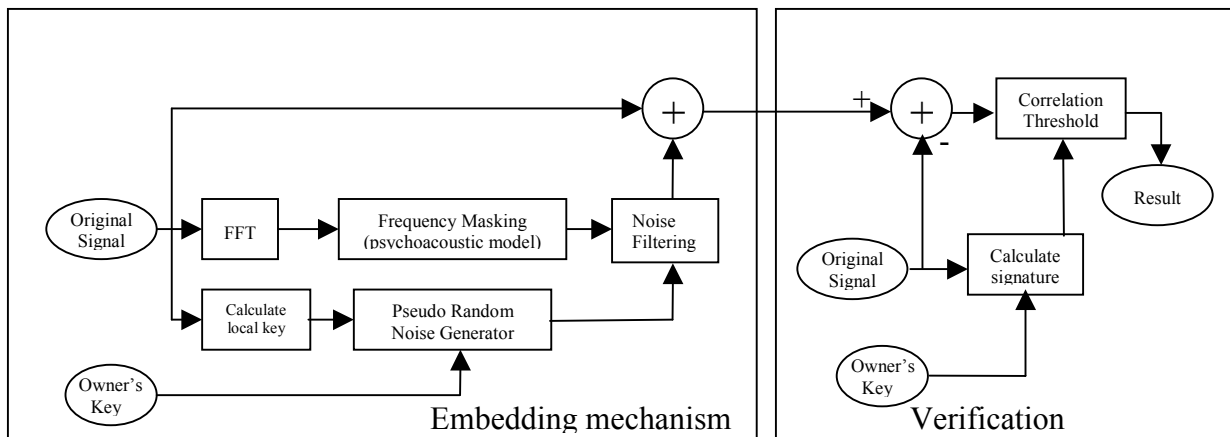 +
+
+
-
Correlation
Threshold
Original
Signal
FFT
Frequency Masking
(psychoacoustic model)
Noise
Filtering
Result
Original
Signal
Calculate
signature
Calculate
local key
Pseudo Random
Noise Generator
Owner's
Key
Owner's
Key
Embedding mechanism
Verification